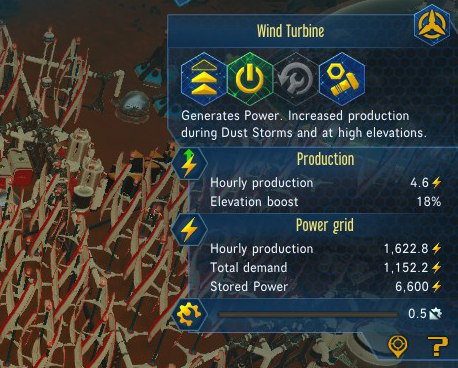 Wind Turbine
Generates Power. Increased production
during Dust Storms and at high elevations.
Production
Hourly production 4.6
Elevation boost 18%
Power grid
Hourly production 1,622.8
Total demand 1,152.2
Stored Power 6,600
0.5
?